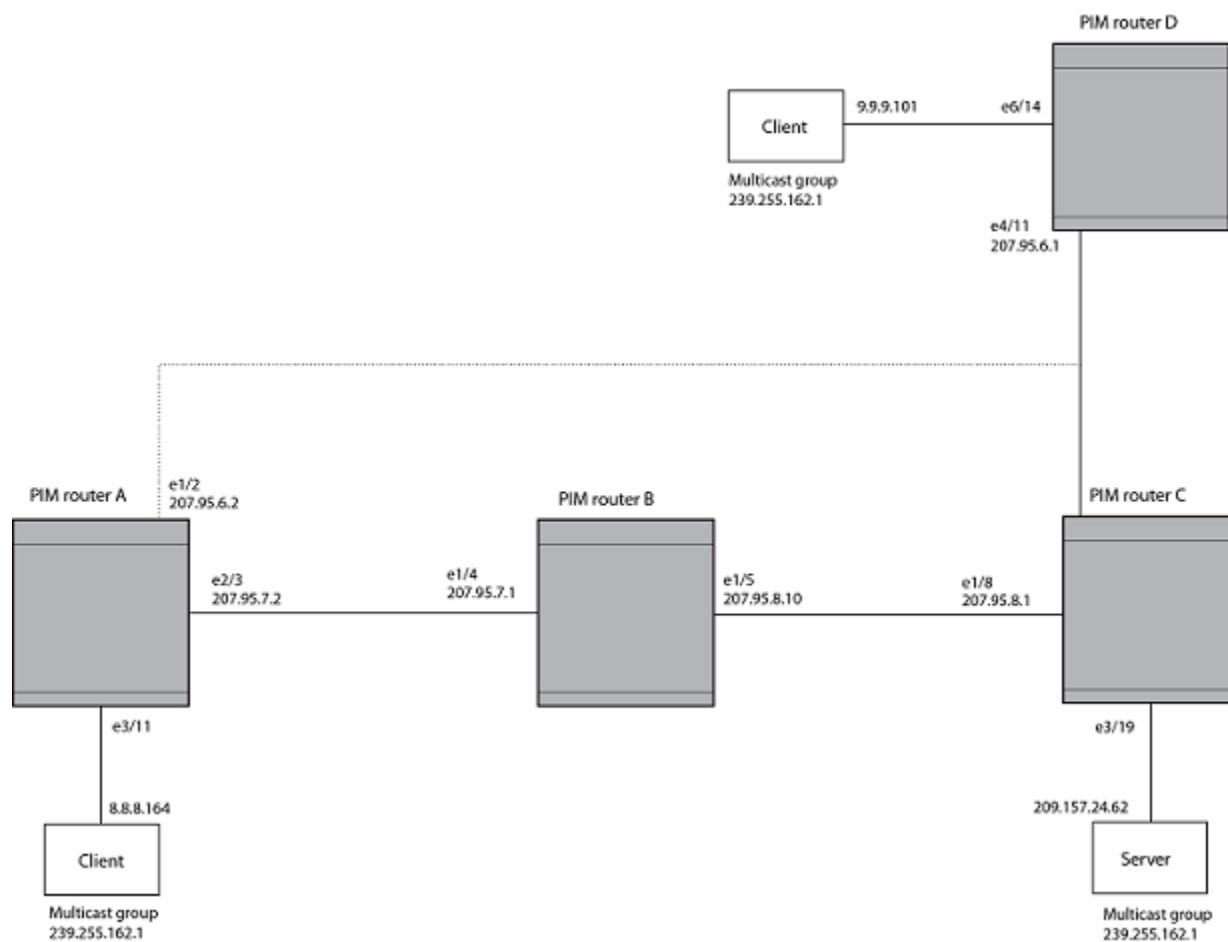 PIM router D
9.9.9.101
e6/14
Client
Multicast group
239.255.162.1
e4/11
207.95.6.1
PIM router A
e1/2
207.95.6.2
PIM router B
PIM router C
e2/3
207.95.7.2
e1/4
207.95.7.1
e1/5
207.95.8.10
e1/8
207.95.8.1
e3/11
e3/19
8.8.8.164
209.157.24.62
Client
Server
Multicast group
239.255.162.1
Multicast group
239.255.162.1